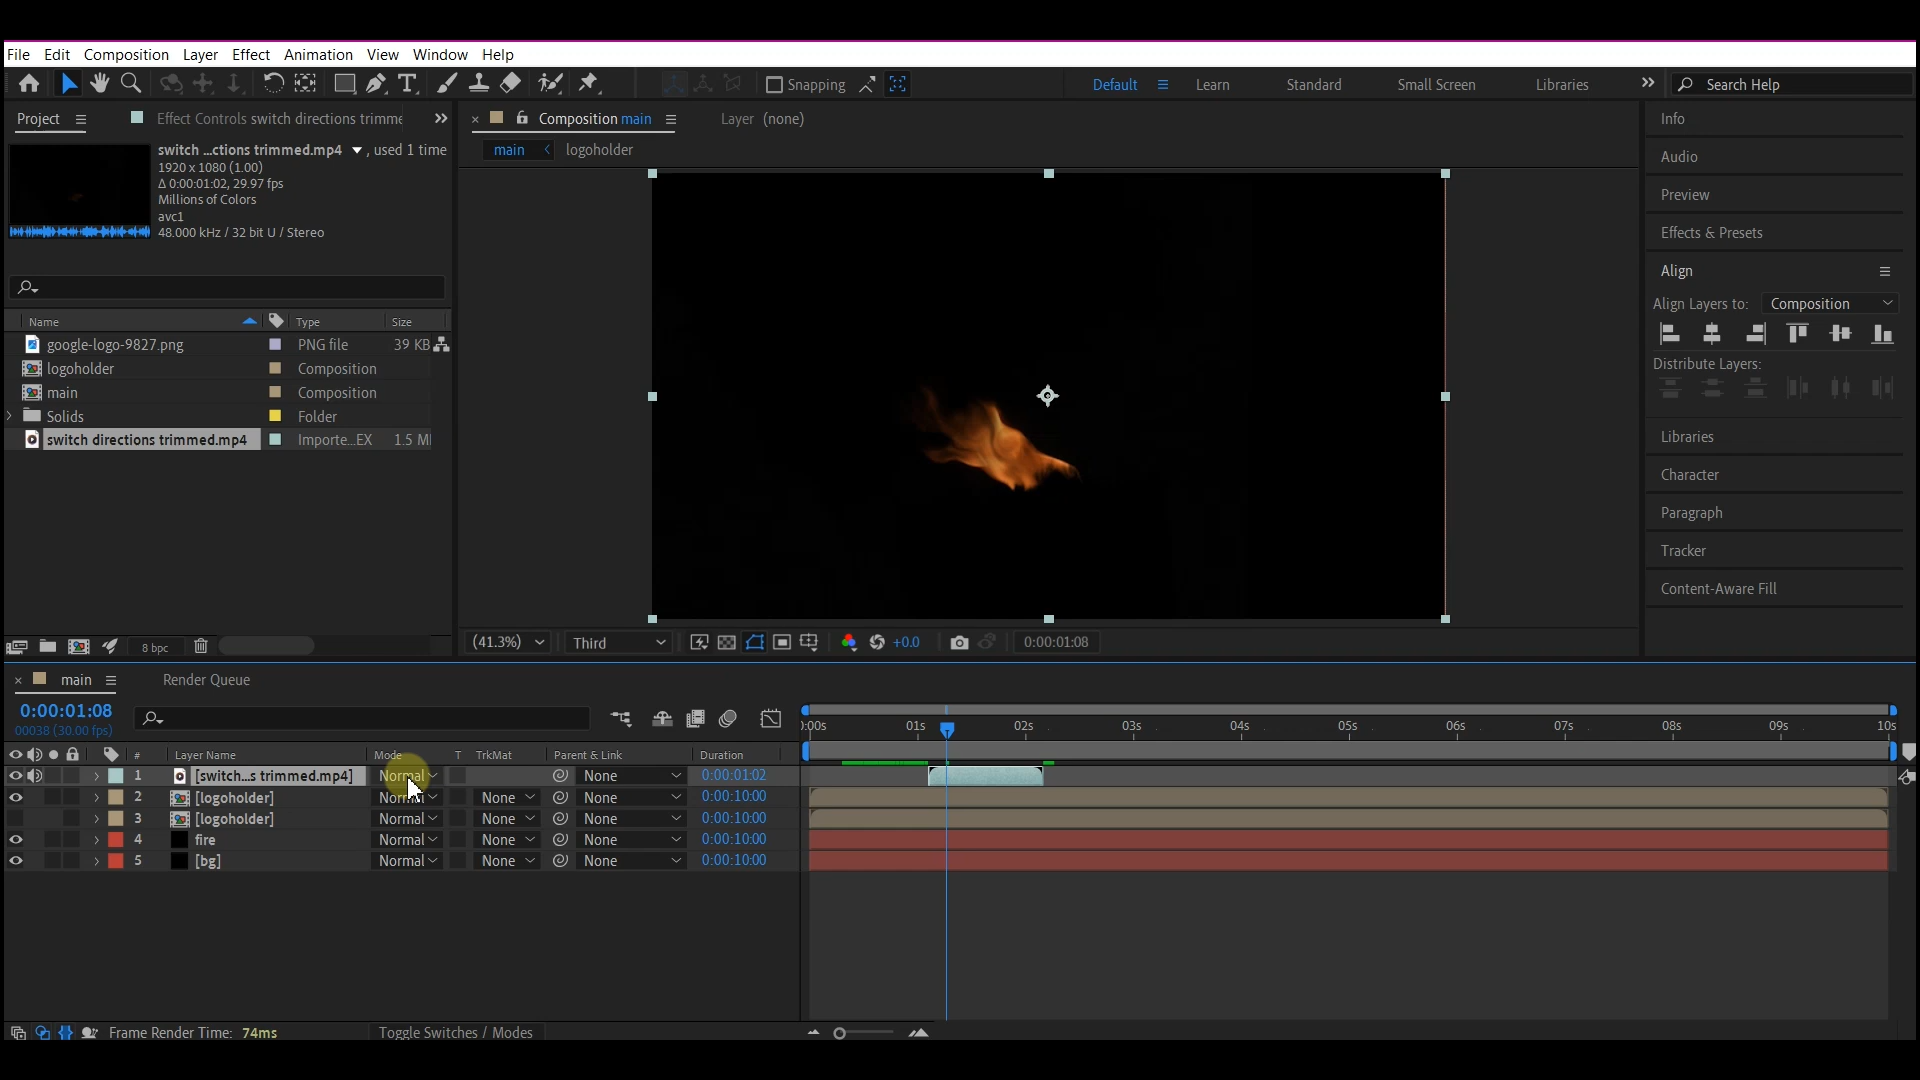 File Edit Composition Layer Effect Animation View Window Help
Snapping
Default Learn Standard Small Screen Libraries Search Help
Project Effect Controls switch directions trimme
Composition main Layer (none)
main logoholder
switch ...ctions trimmed.mp4 , used 1 time
1920 x 1080 (1.00)
Δ 0:00:01:02, 29.97 fps
Millions of Colors
avc1
48.000 kHz / 32 bit U / Stereo
Name Type Size
google-logo-9827.png PNG file 39 KB
logoholder Composition
main Composition
Solids Folder
switch directions trimmed.mp4 Importe...EX 1.5 M
8 bpc
(41.3%) Third +0.0 0:00:01:08
Info
Audio
Preview
Effects & Presets
Align
Align Layers to: Composition
Distribute Layers:
Libraries
Character
Paragraph
Tracker
Content-Aware Fill
main Render Queue
0:00:01:08
00038 (30.00 fps)
):00s 01s 02s 03s 04s 05s 06s 07s 08s 09s 10s
# Layer Name Mode T TrkMat Parent & Link Duration
1 [switch...s trimmed.mp4] Normal None 0:00:01:02
2 [logoholder] Normal None None 0:00:10:00
3 [logoholder] Normal None None 0:00:10:00
4 fire Normal None None 0:00:10:00
5 [bg] Normal None None 0:00:10:00
Frame Render Time: 74ms Toggle Switches / Modes